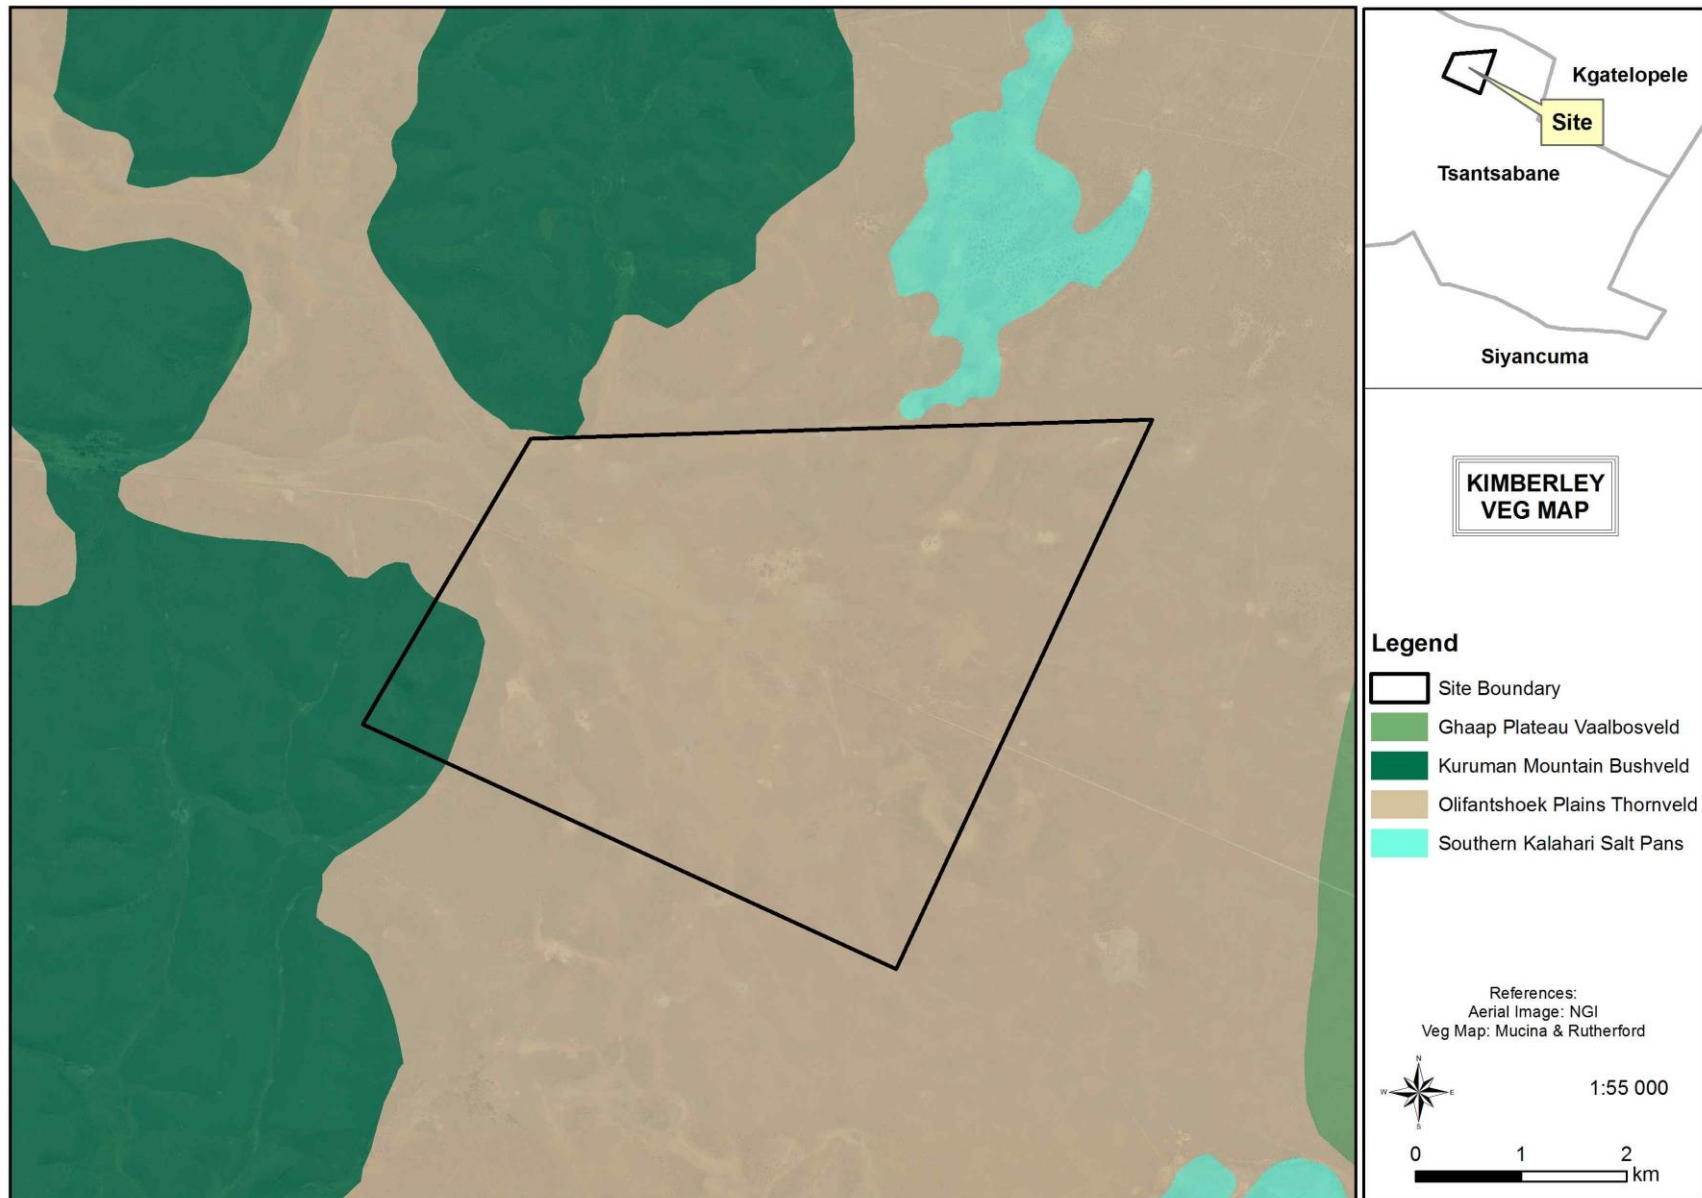 Kgatelopele
Site
Tsantsabane
Siyancuma
KIMBERLEY
VEG MAP
Legend
Site Boundary
Ghaap Plateau Vaalbosveld
Kuruman Mountain Bushveld
Olifantshoek Plains Thornveld
Southern Kalahari Salt Pans
References:
Aerial Image: NGI
Veg Map: Mucina & Rutherford
N
W E
S
1:55 000
0 1 2
km